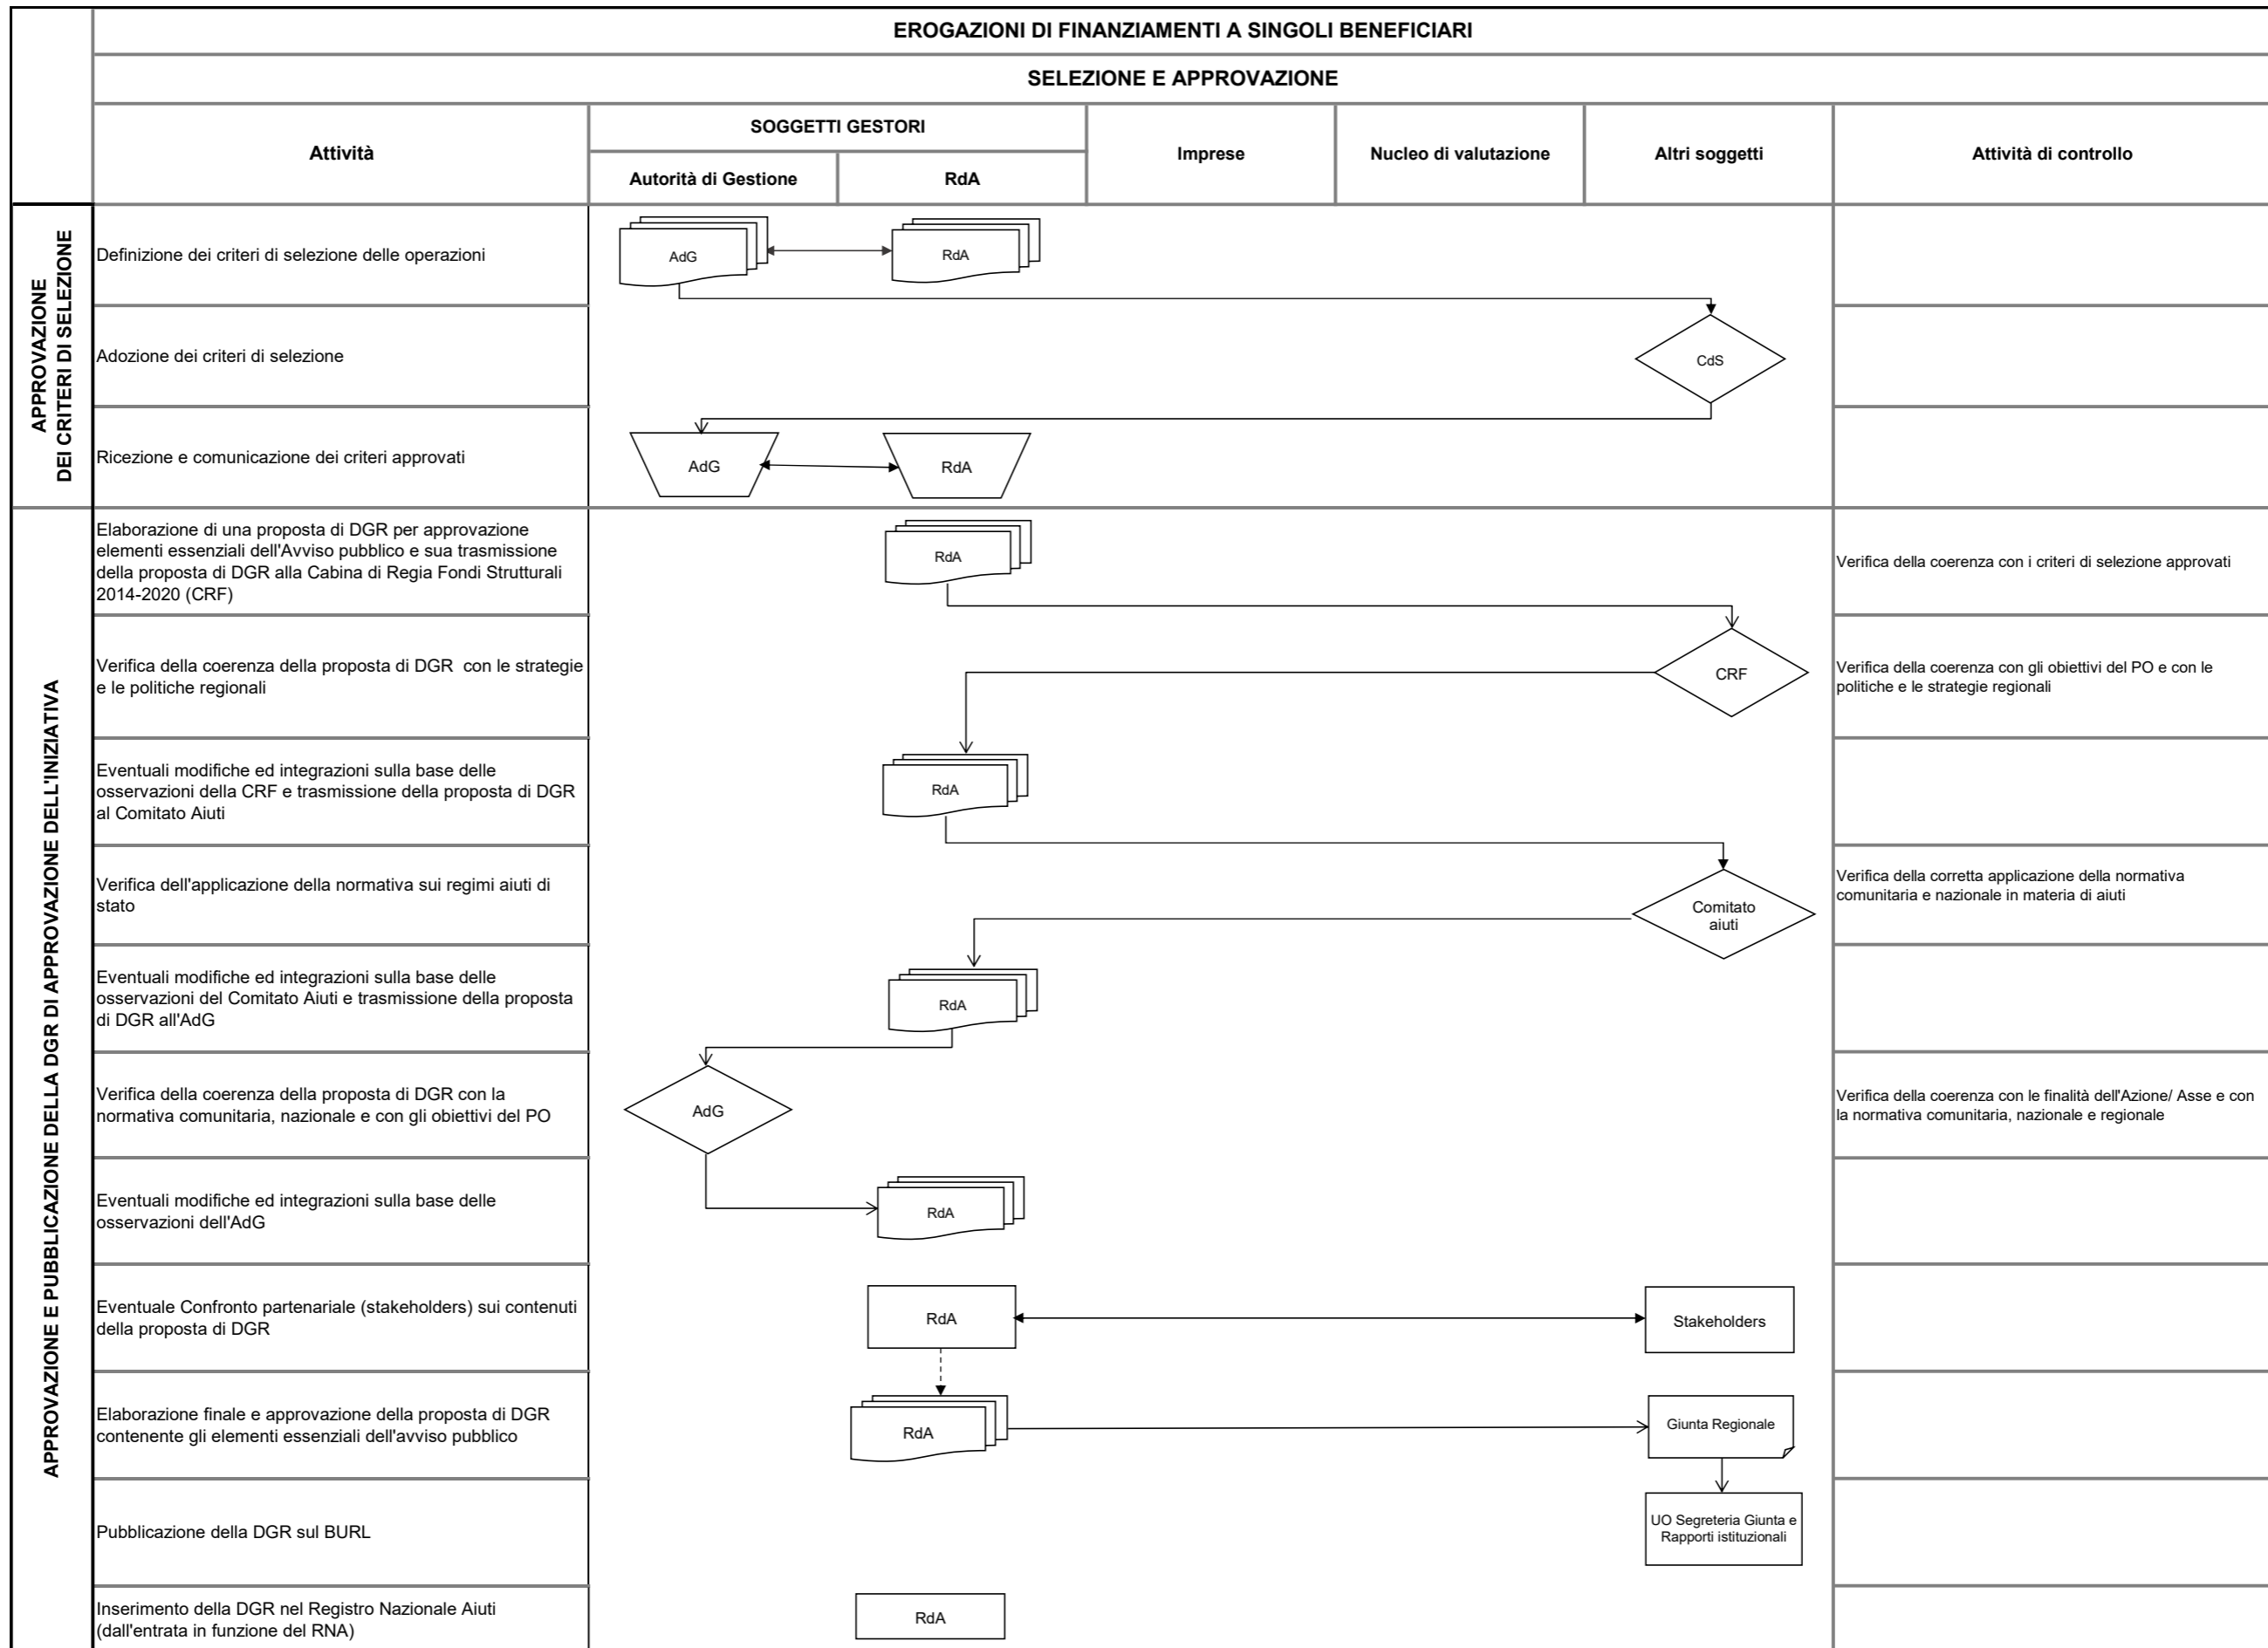 EROGAZIONI DI FINANZIAMENTI A SINGOLI BENEFICIARI
SELEZIONE E APPROVAZIONE
Attività
SOGGETTI GESTORI
Autorità di Gestione
RdA
Imprese
Nucleo di valutazione
Altri soggetti
Attività di controllo
APPROVAZIONE
DEI CRITERI DI SELEZIONE
Definizione dei criteri di selezione delle operazioni
AdG
RdA
Adozione dei criteri di selezione
CdS
Ricezione e comunicazione dei criteri approvati
AdG
RdA
APPROVAZIONE E PUBBLICAZIONE DELLA DGR DI APPROVAZIONE DELL'INIZIATIVA
Elaborazione di una proposta di DGR per approvazione
elementi essenziali dell'Avviso pubblico e sua trasmissione
della proposta di DGR alla Cabina di Regia Fondi Strutturali
2014-2020 (CRF)
RdA
Verifica della coerenza con i criteri di selezione approvati
Verifica della coerenza della proposta di DGR  con le strategie
e le politiche regionali
CRF
Verifica della coerenza con gli obiettivi del PO e con le
politiche e le strategie regionali
Eventuali modifiche ed integrazioni sulla base delle
osservazioni della CRF e trasmissione della proposta di DGR
al Comitato Aiuti
RdA
Verifica dell'applicazione della normativa sui regimi aiuti di
stato
Comitato
aiuti
Verifica della corretta applicazione della normativa
comunitaria e nazionale in materia di aiuti
Eventuali modifiche ed integrazioni sulla base delle
osservazioni del Comitato Aiuti e trasmissione della proposta
di DGR all'AdG
RdA
Verifica della coerenza della proposta di DGR con la
normativa comunitaria, nazionale e con gli obiettivi del PO
AdG
Verifica della coerenza con le finalità dell'Azione/ Asse e con
la normativa comunitaria, nazionale e regionale
Eventuali modifiche ed integrazioni sulla base delle
osservazioni dell'AdG
RdA
Eventuale Confronto partenariale (stakeholders) sui contenuti
della proposta di DGR
RdA
Stakeholders
Elaborazione finale e approvazione della proposta di DGR
contenente gli elementi essenziali dell'avviso pubblico
RdA
Giunta Regionale
Pubblicazione della DGR sul BURL
UO Segreteria Giunta e
Rapporti istituzionali
Inserimento della DGR nel Registro Nazionale Aiuti
(dall'entrata in funzione del RNA)
RdA